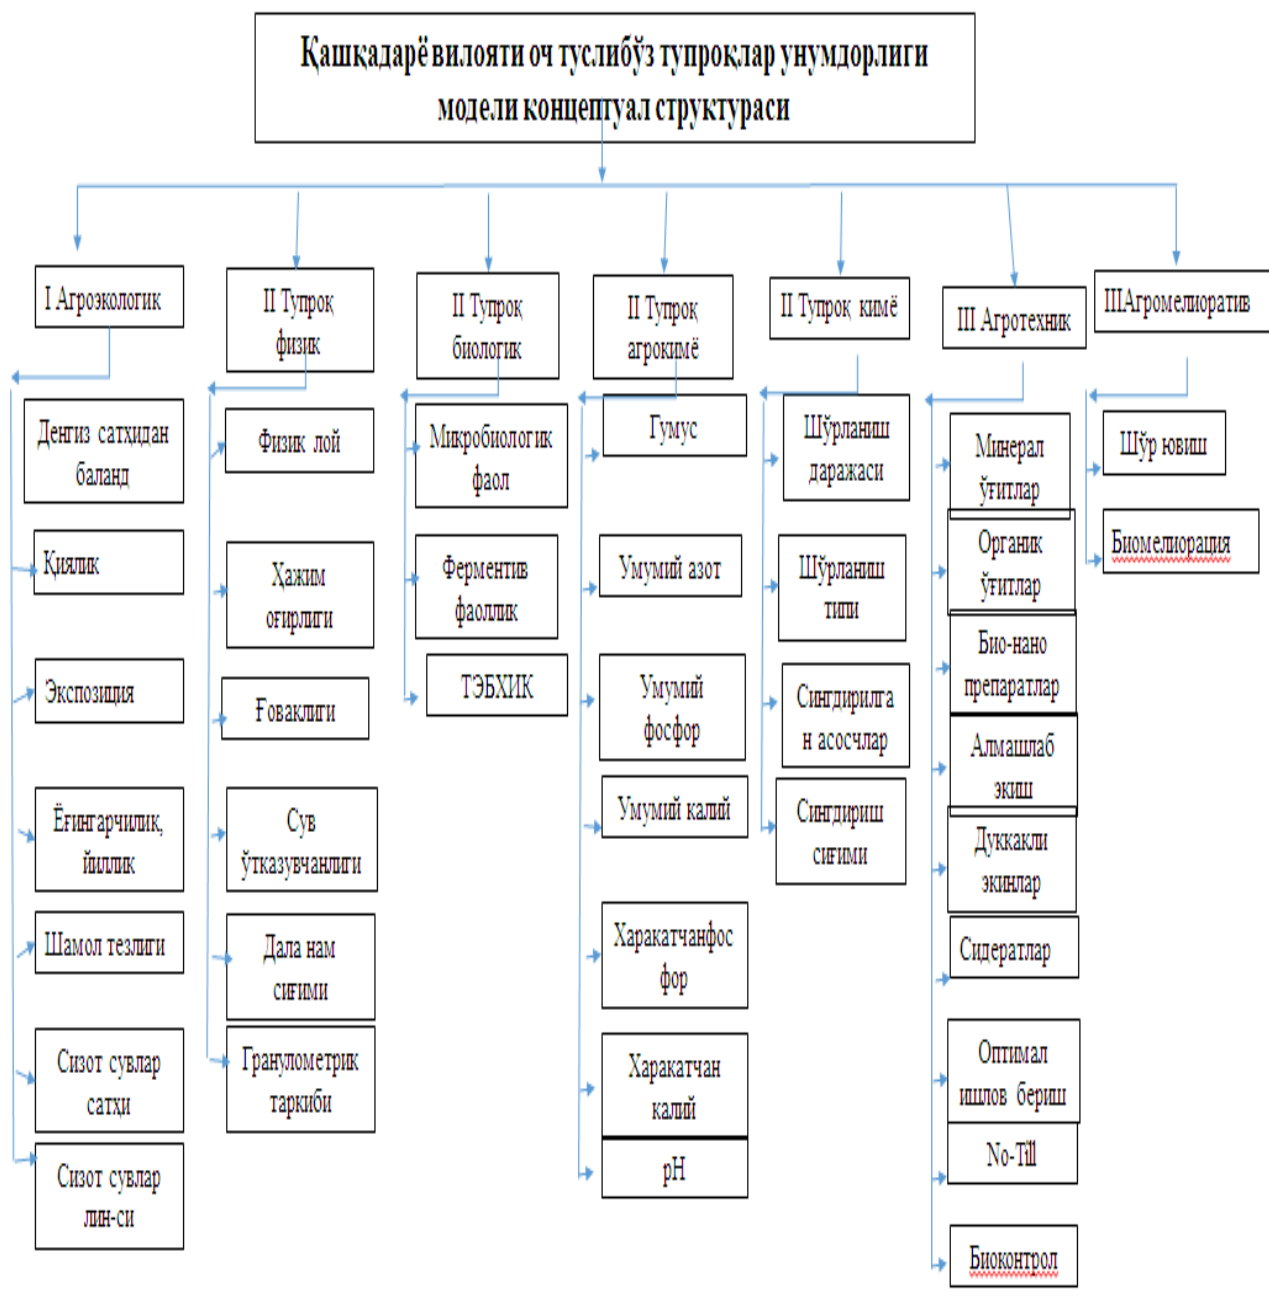 Қашқадарё вилояти оч туслибўз тупроқлар унумдорлиги
модели концептуал структураси
I Агроэкологик
Денгиз сатҳидан
баланд
Қиялик
Экспозиция
Ёғингарчилик,
йиллик
Шамол тезлиги
Сизот сувлар
сатҳи
Сизот сувлар
лин-си
II Тупроқ
физик
Физик лой
Ҳажим
оғирлиги
Ғоваклиги
Сув
ўтказувчанлиги
Дала нам
сиғими
Гранулометрик
таркиби
II Тупроқ
биологик
Микробиологик
фаол
Ферментив
фаоллик
ТЭБХИК
II Тупроқ
агрокимё
Гумус
Умумий азот
Умумий
фосфор
Умумий калий
Харакатчанфос
фор
Харакатчан
калий
pH
II Тупроқ кимё
Шўрланиш
даражаси
Шўрланиш
типи
Сингдирилга
н асосчлар
Сингдириш
сиғими
III Агротехник
Минерал
ўғитлар
Органик
ўғитлар
Био-нано
препаратлар
Алмашлаб
экиш
Дуккакли
экинлар
Сидератлар
Оптимал
ишлов бериш
No-Till
Биоконтрол
IIIАгромелиоратив
Шўр ювиш
Биомелиорация